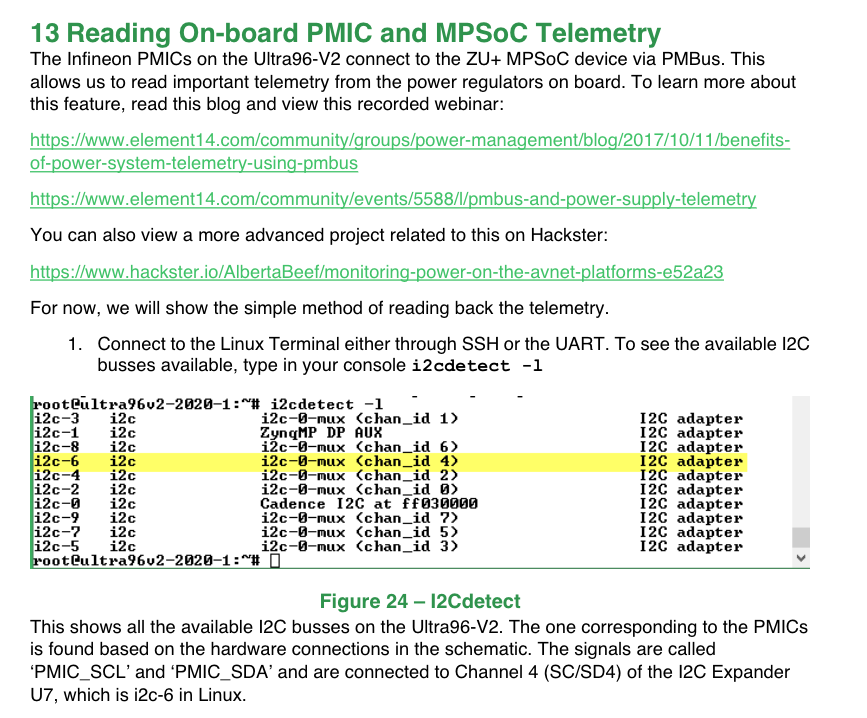 13 Reading On-board PMIC and MPSoC Telemetry
The Infineon PMICs on the Ultra96-V2 connect to the ZU+ MPSoC device via PMBus. This
allows us to read important telemetry from the power regulators on board. To learn more about
this feature, read this blog and view this recorded webinar:
https://www.element14.com/community/groups/power-management/blog/2017/10/11/benefits-
of-power-system-telemetry-using-pmbus
https://www.element14.com/community/events/5588/l/pmbus-and-power-supply-telemetry
You can also view a more advanced project related to this on Hackster:
https://www.hackster.io/AlbertaBeef/monitoring-power-on-the-avnet-platforms-e52a23
For now, we will show the simple method of reading back the telemetry.
1. Connect to the Linux Terminal either through SSH or the UART. To see the available I2C
busses available, type in your console i2cdetect -l
root@ultra96v2-2020-1:~# i2cdetect -l
i2c-3 i2c i2c-0-mux (chan_id 1) I2C adapter
i2c-1 i2c ZynqMP DP AUX I2C adapter
i2c-8 i2c i2c-0-mux (chan_id 6) I2C adapter
i2c-6 i2c i2c-0-mux (chan_id 4) I2C adapter
i2c-4 i2c i2c-0-mux (chan_id 2) I2C adapter
i2c-2 i2c i2c-0-mux (chan_id 0) I2C adapter
i2c-0 i2c Cadence I2C at ff030000 I2C adapter
i2c-9 i2c i2c-0-mux (chan_id 7) I2C adapter
i2c-7 i2c i2c-0-mux (chan_id 5) I2C adapter
i2c-5 i2c i2c-0-mux (chan_id 3) I2C adapter
root@ultra96v2-2020-1:~#
Figure 24 – I2Cdetect
This shows all the available I2C busses on the Ultra96-V2. The one corresponding to the PMICs
is found based on the hardware connections in the schematic. The signals are called
‘PMIC_SCL’ and ‘PMIC_SDA’ and are connected to Channel 4 (SC/SD4) of the I2C Expander
U7, which is i2c-6 in Linux.